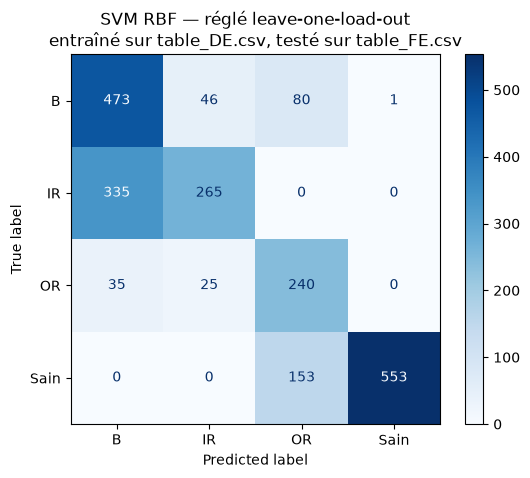 SVM RBF — réglé leave-one-load-out
entraîné sur table_DE.csv, testé sur table_FE.csv
B 473 46 80 1
IR 335 265 0 0
OR 35 25 240 0
Sain 0 0 153 553
B IR OR Sain
Predicted label
True label
500
400
300
200
100
0